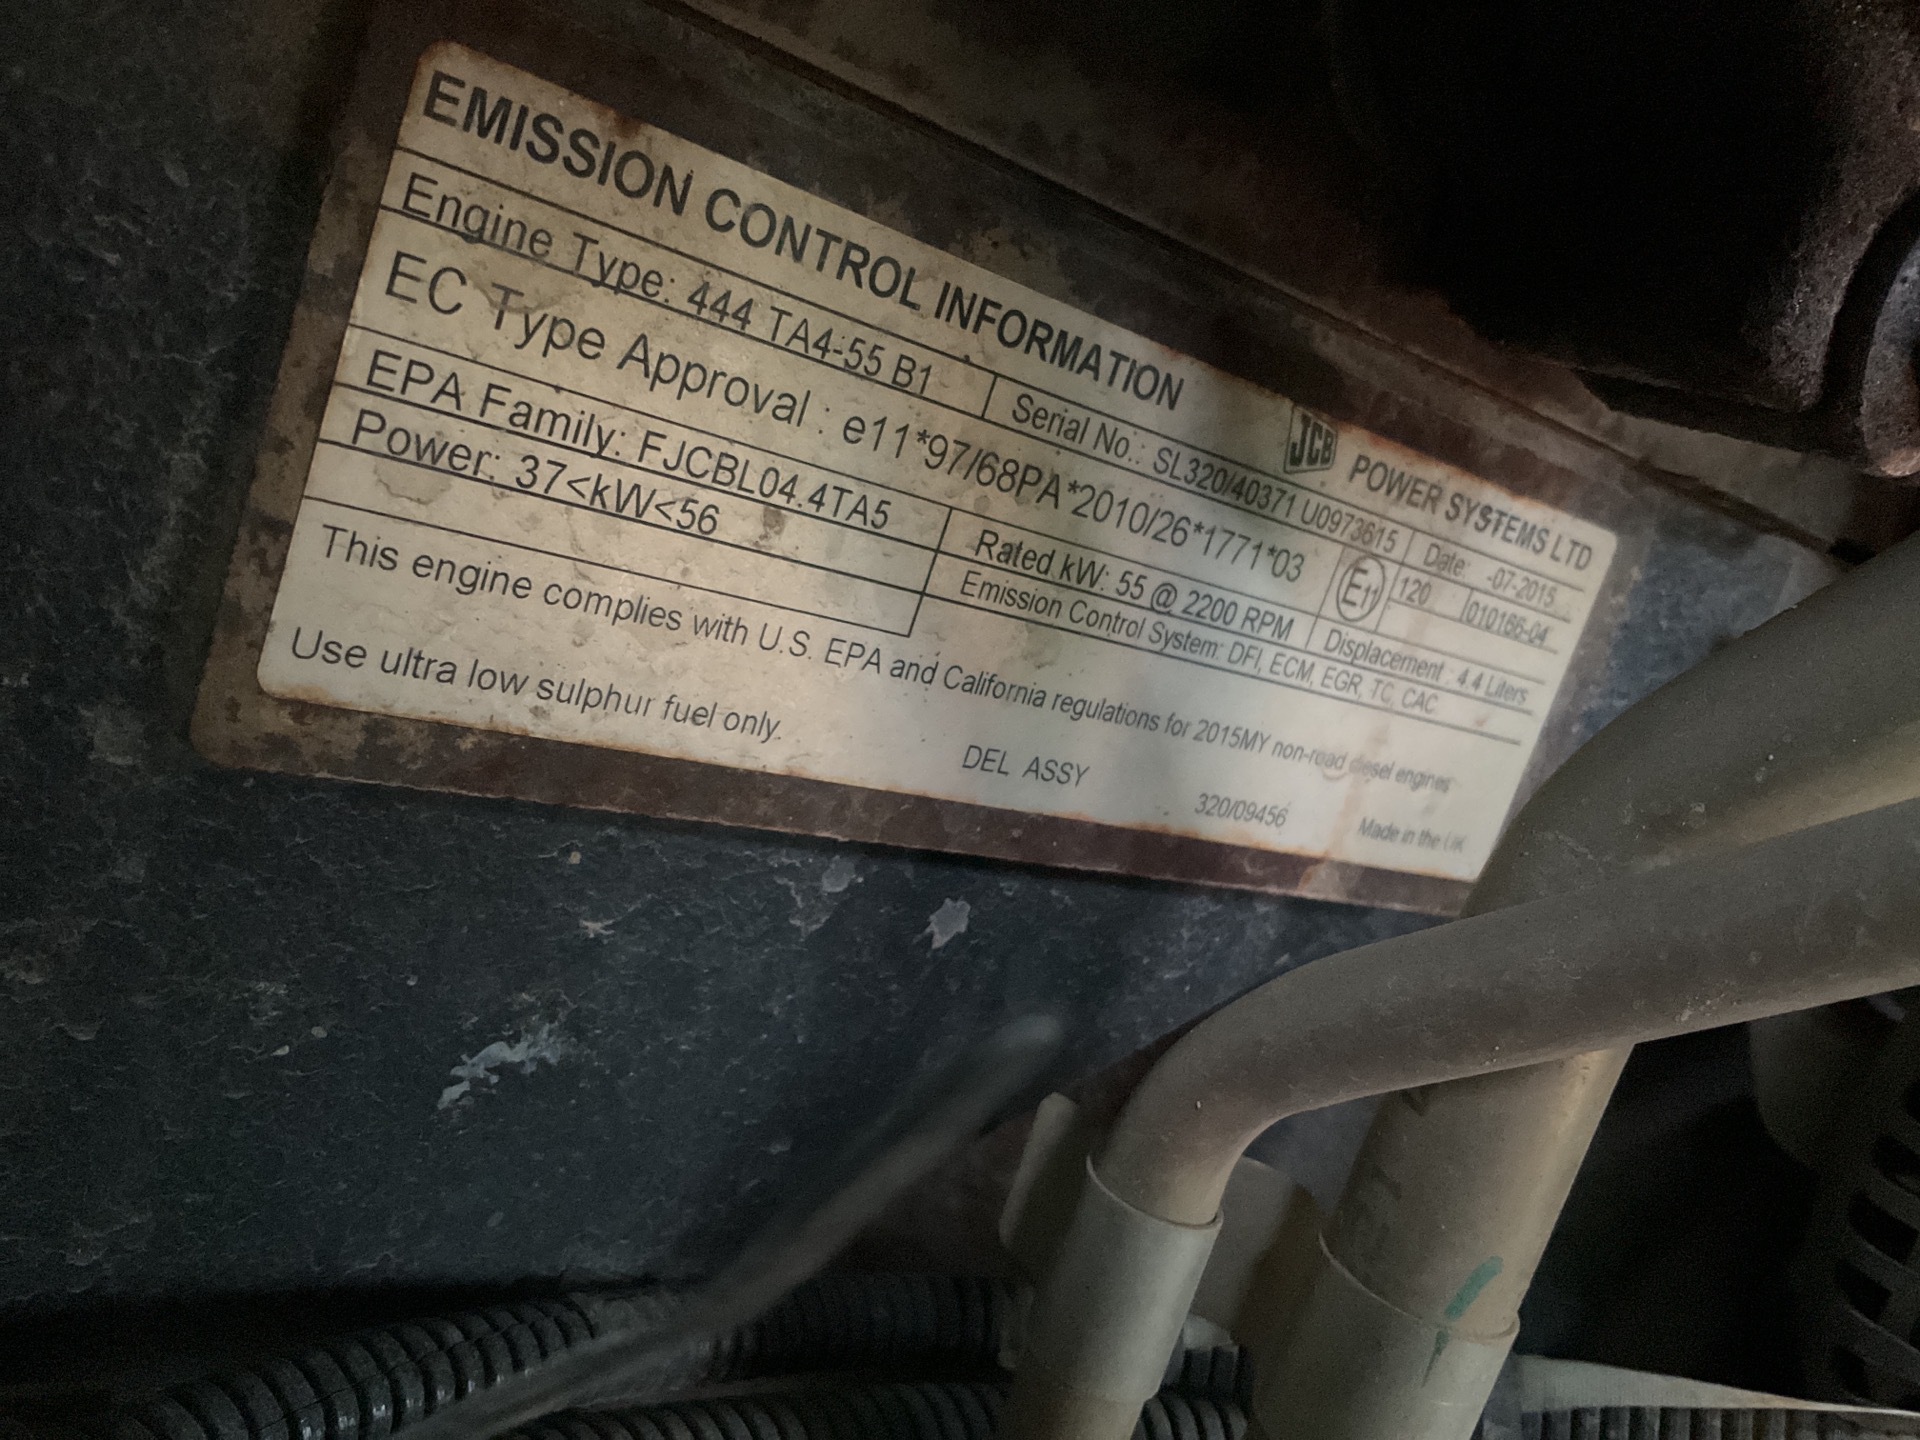 EMISSION CONTROL INFORMATION JCB POWER SYSTEMS LTD
Engine Type: 444 TA4-55 B1 Serial No.: SL320/40371 U0973615 Date: -07-2015
EC Type Approval : e11*97/68PA*2010/26*1771*03 E11 120 010166-04
EPA Family: FJCBL04.4TA5 Rated kW: 55 @ 2200 RPM Displacement : 4.4 Liters
Power: 37<kW<56 Emission Control System: DFI, ECM, EGR, TC, CAC
This engine complies with U.S. EPA and California regulations for 2015MY non-road diesel engines
Use ultra low sulphur fuel only.
DEL ASSY 320/09456 Made in the UK